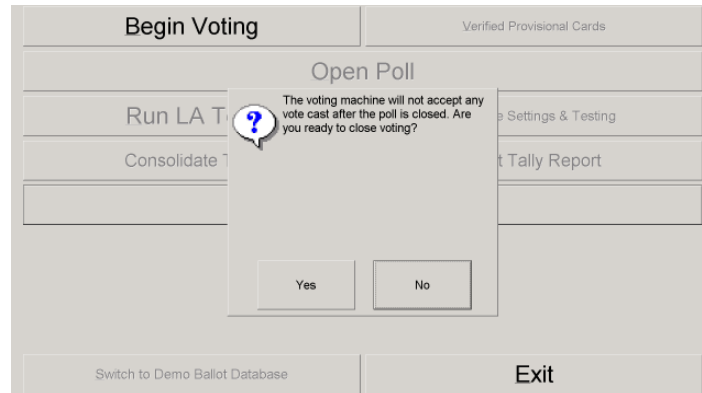 Begin Voting
Verified Provisional Cards
Open Poll
Run LA
The voting machine will not accept any
vote cast after the poll is closed. Are
you ready to close voting?
Settings & Testing
Consolidate
Tally Report
Yes
No
Switch to Demo Ballot Database
Exit